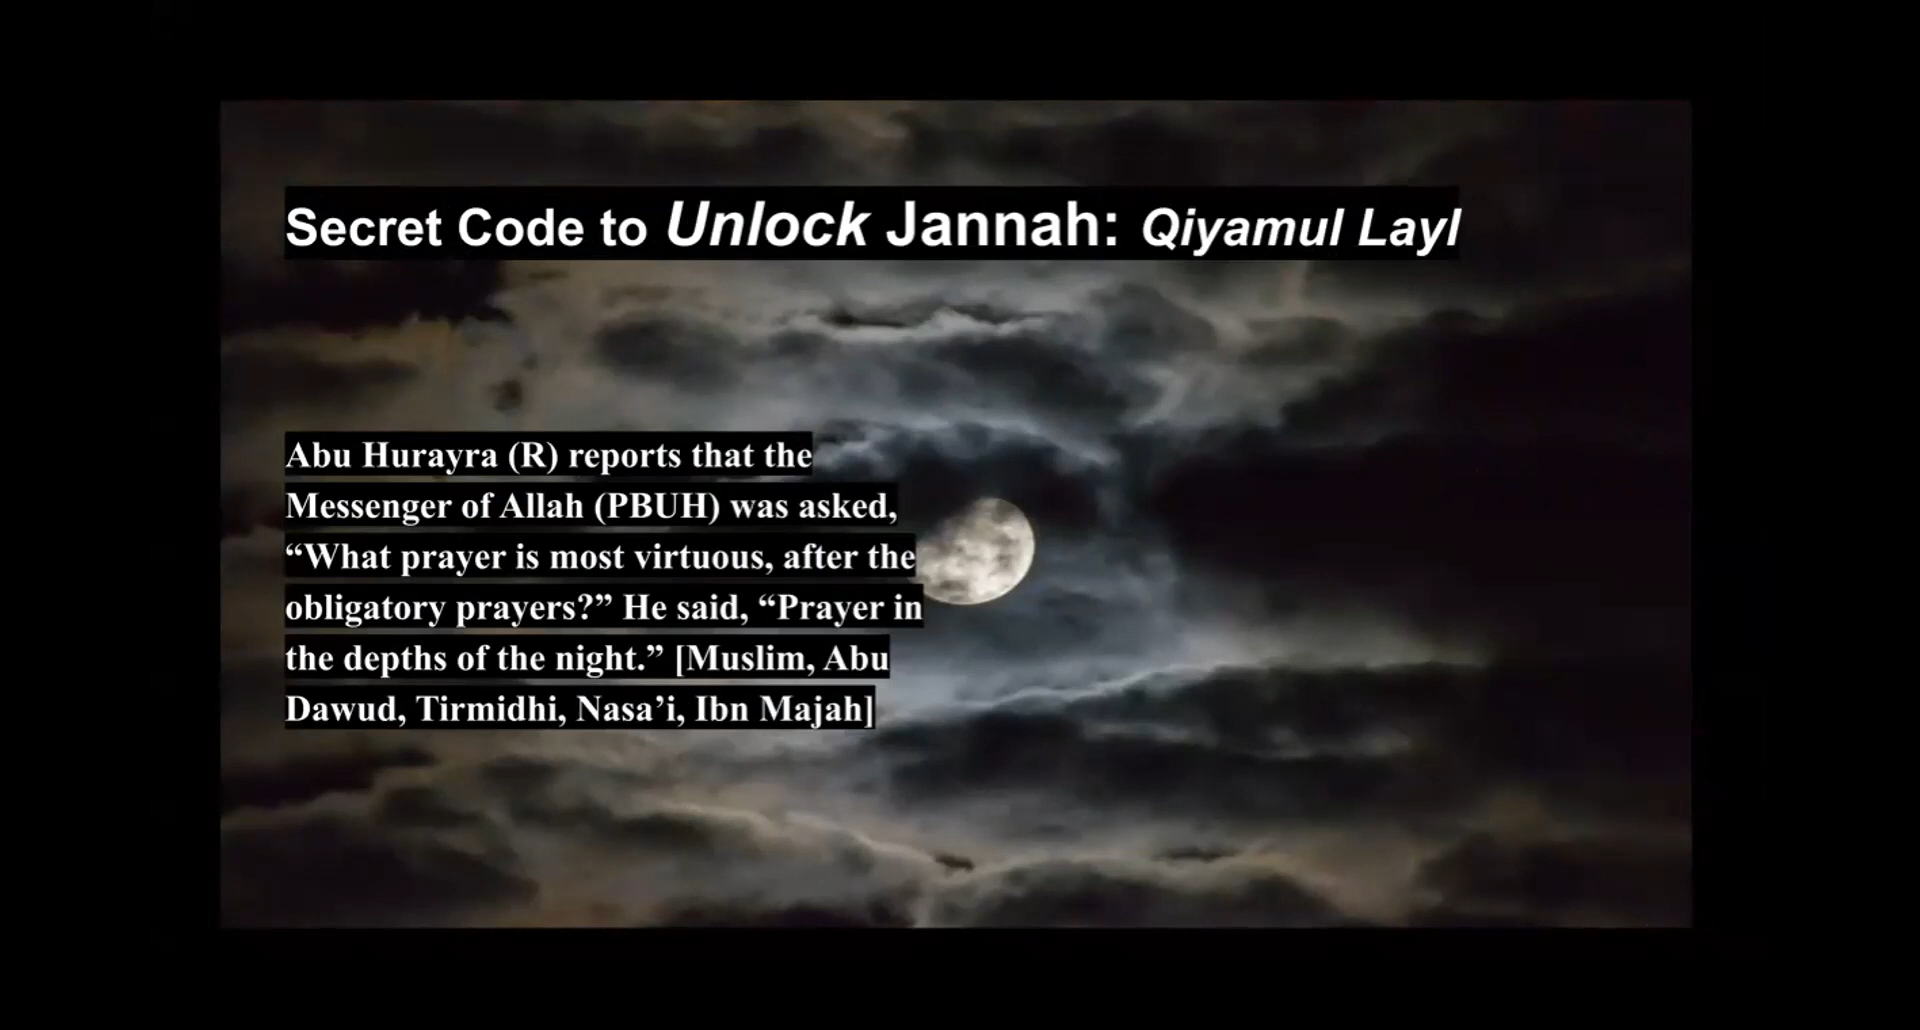 Secret Code to Unlock Jannah: Qiyamul Layl
Abu Hurayra (R) reports that the
Messenger of Allah (PBUH) was asked,
“What prayer is most virtuous, after the
obligatory prayers?” He said, “Prayer in
the depths of the night.” [Muslim, Abu
Dawud, Tirmidhi, Nasa’i, Ibn Majah]